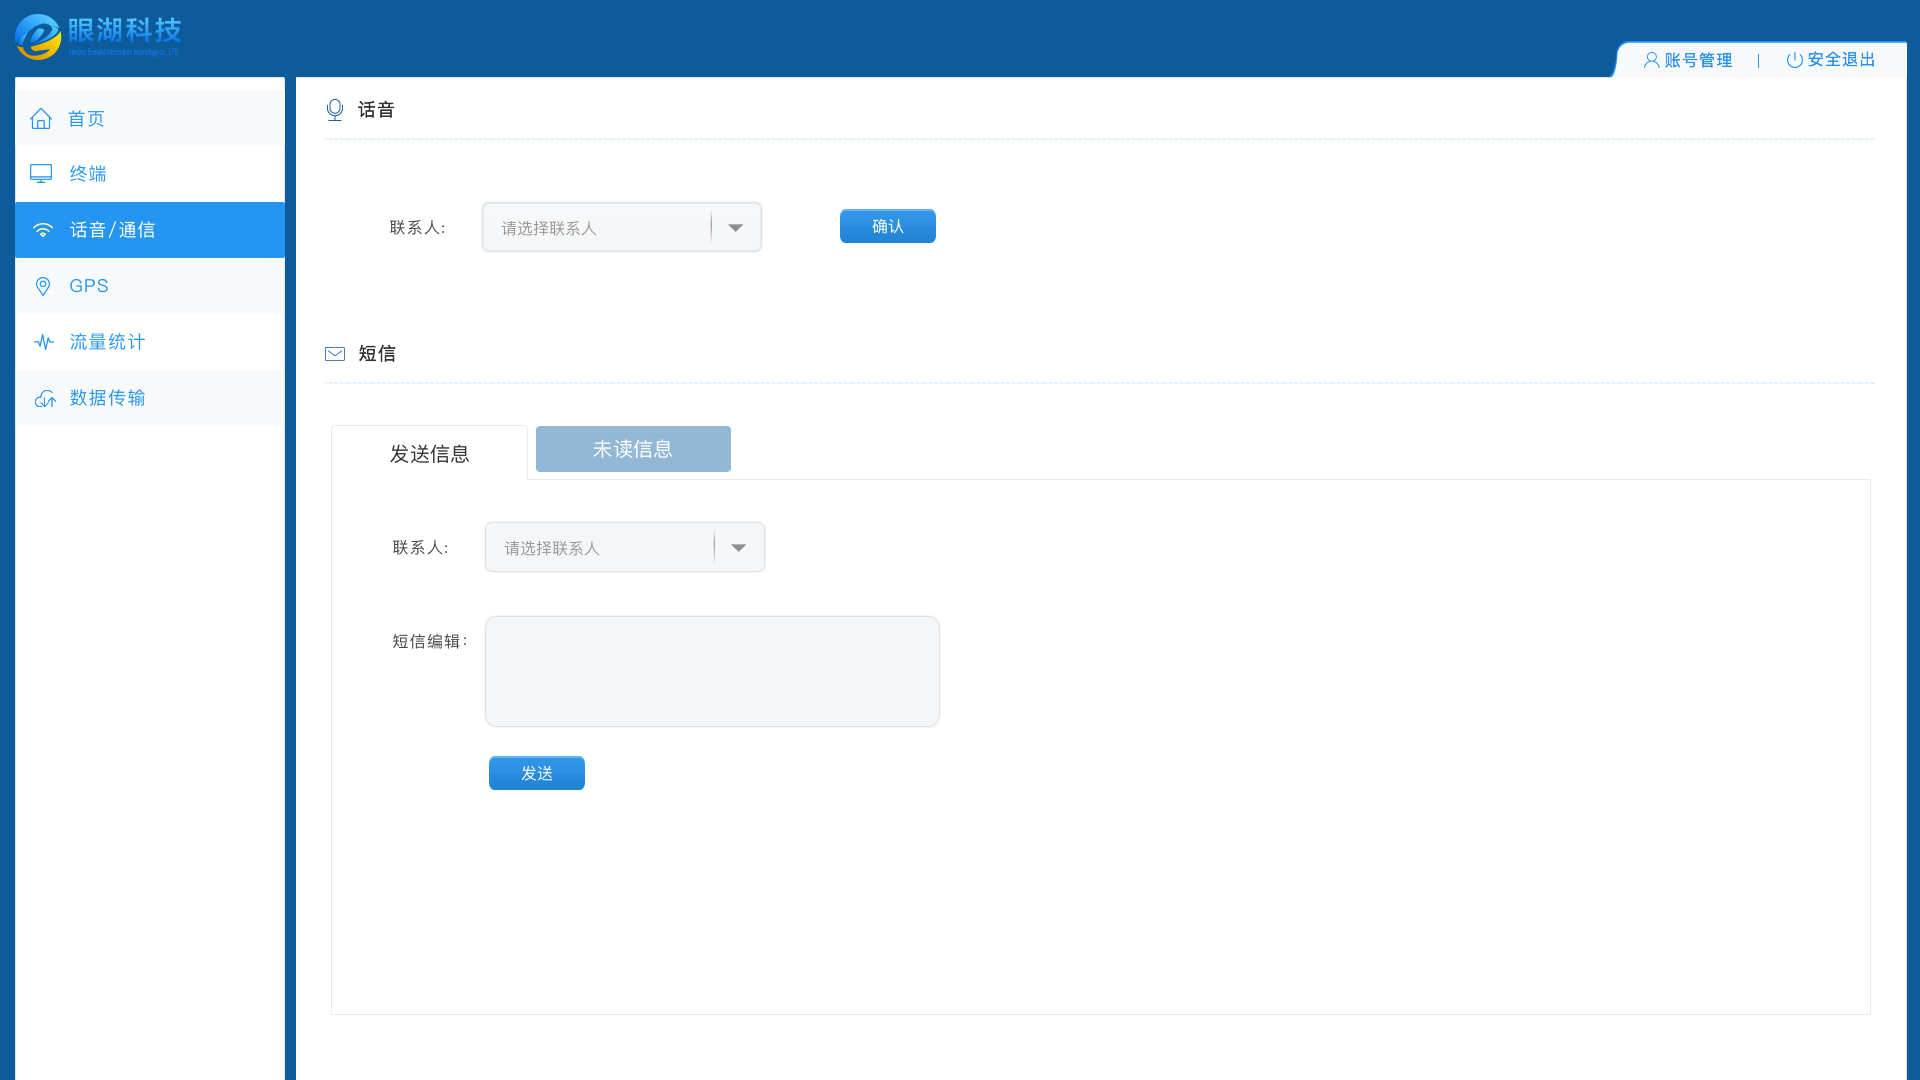 眼湖科技
账号管理 | 安全退出
首页
终端
话音/通信
GPS
流量统计
数据传输
话音
联系人: 请选择联系人 确认
短信
发送信息 未读信息
联系人: 请选择联系人
短信编辑:
发送